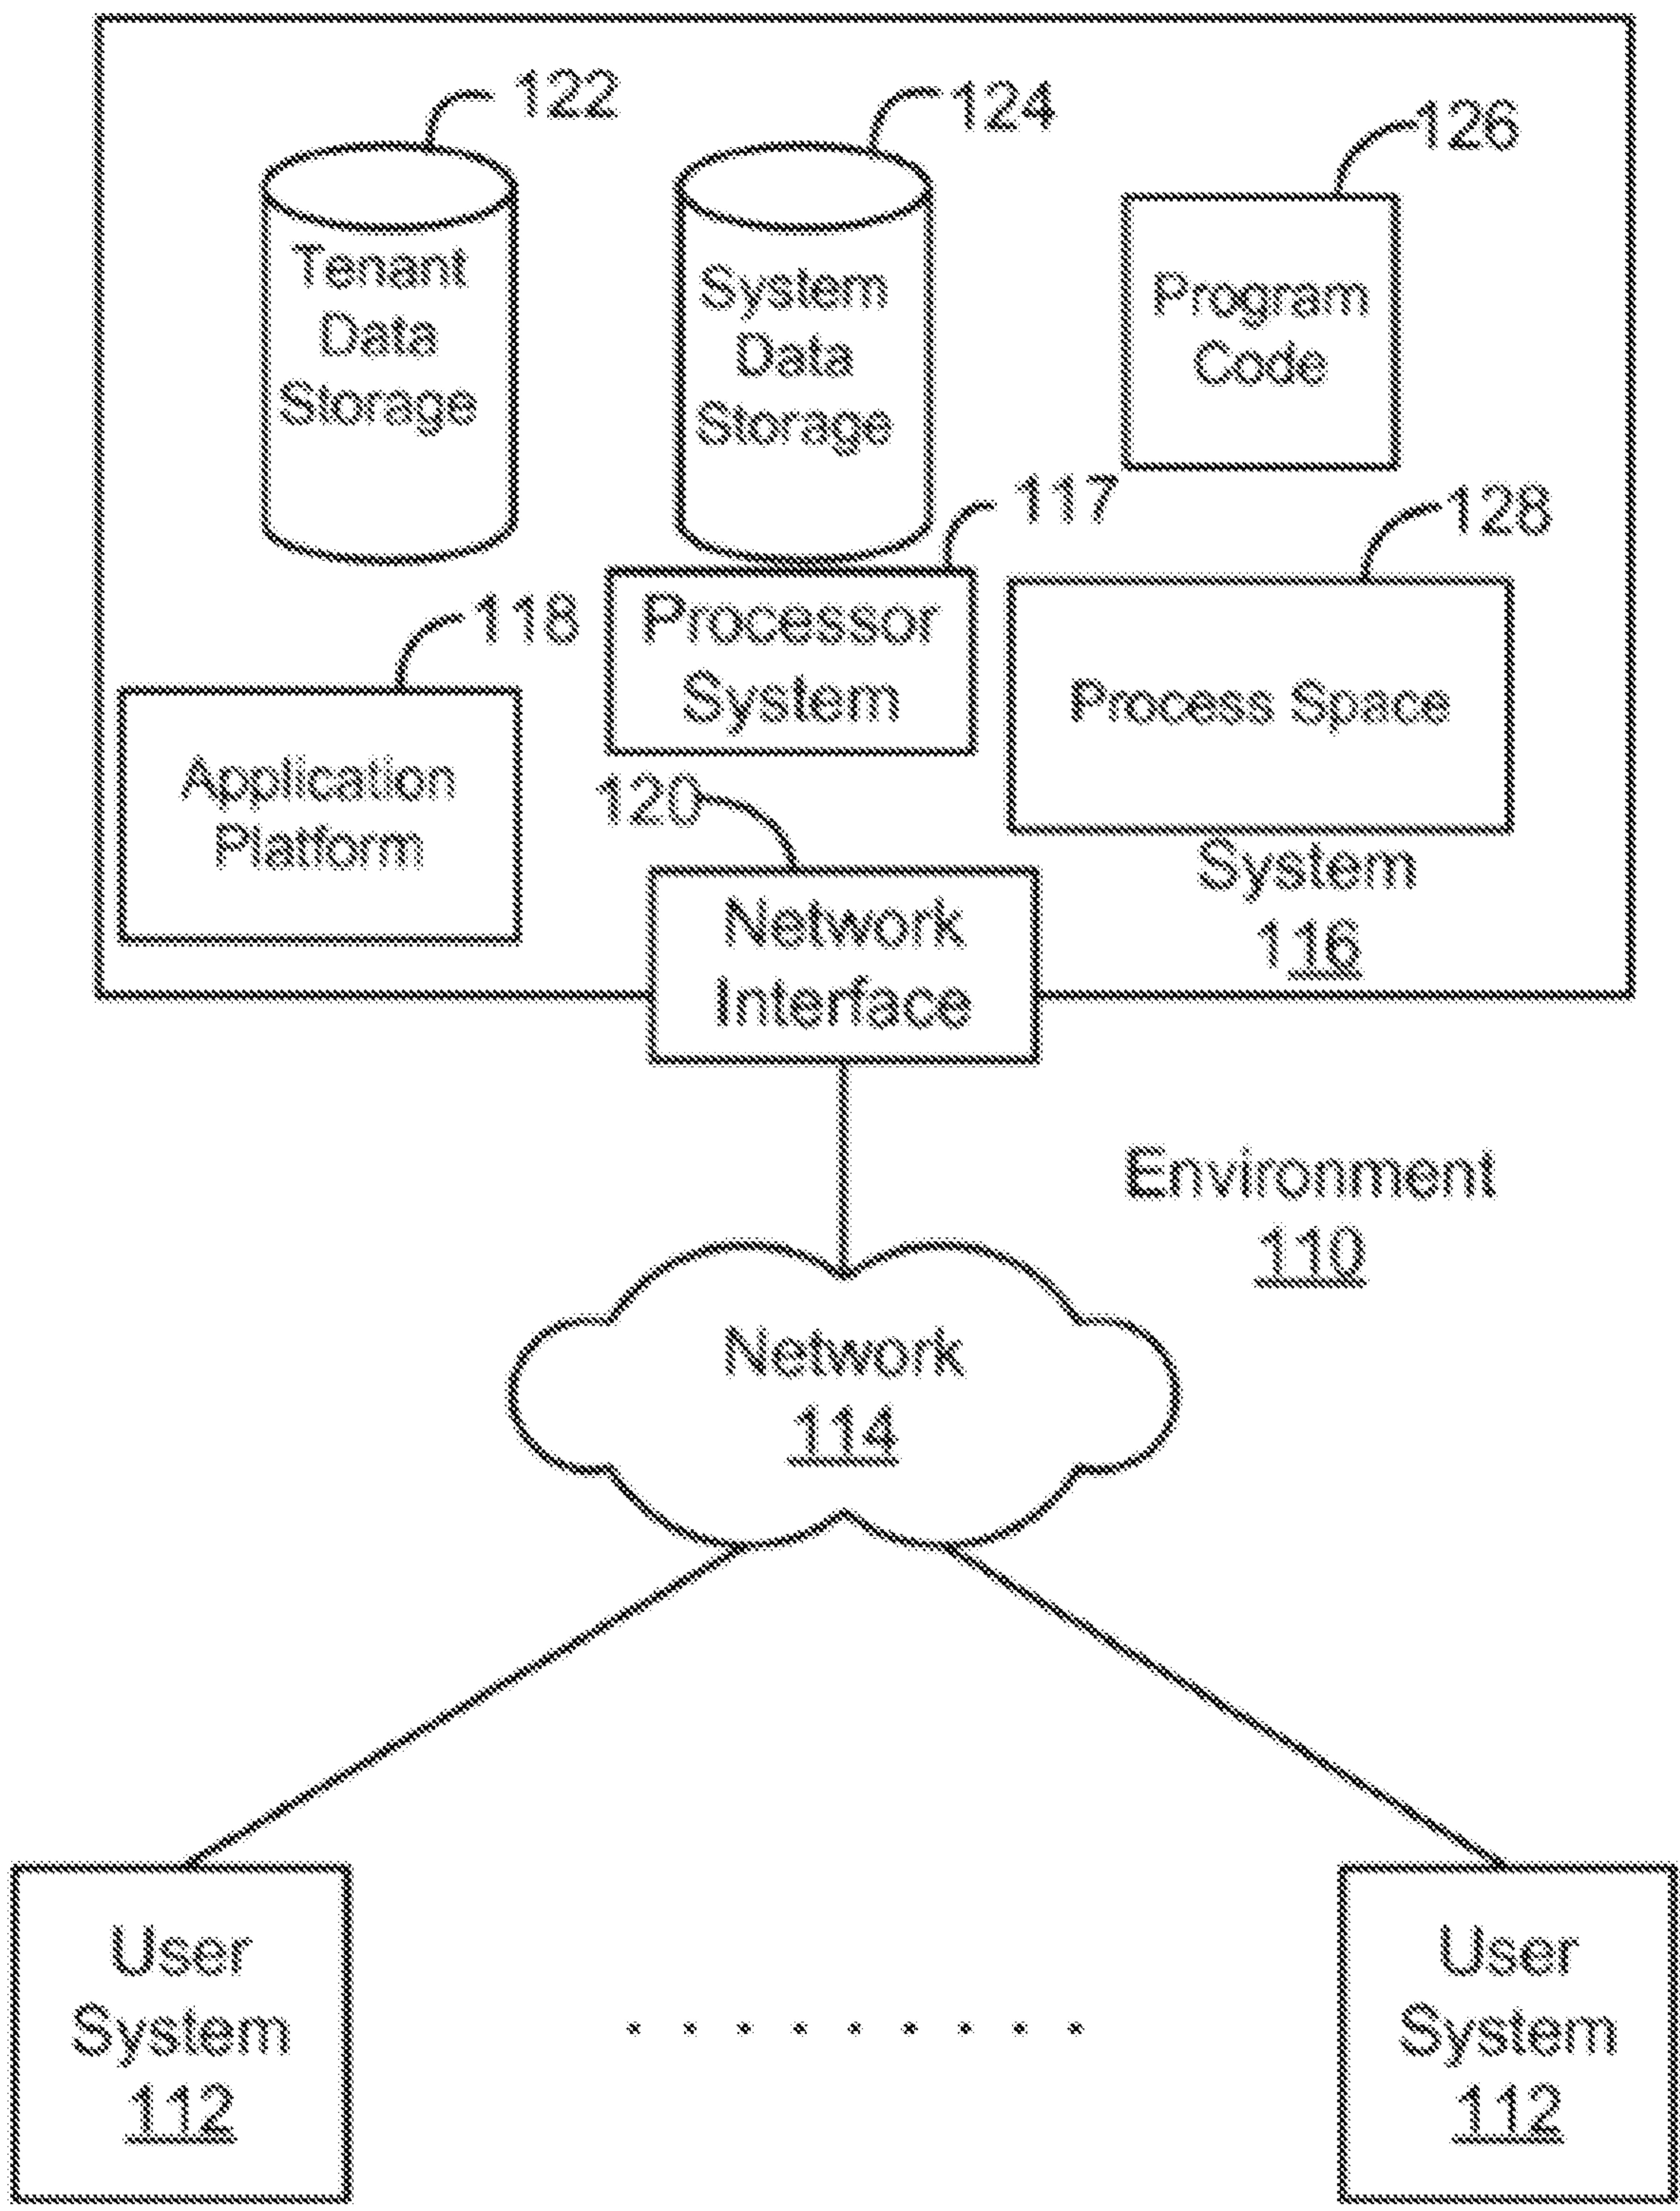 122
124
126
Tenant
Data
Storage
System
Data
Storage
Program
Code
117
128
118
Processor
System
Process Space
Application
Platform
120
System
116
Network
Interface
Environment
110
Network
114
User
System
112
. . . . . . . . .
User
System
112